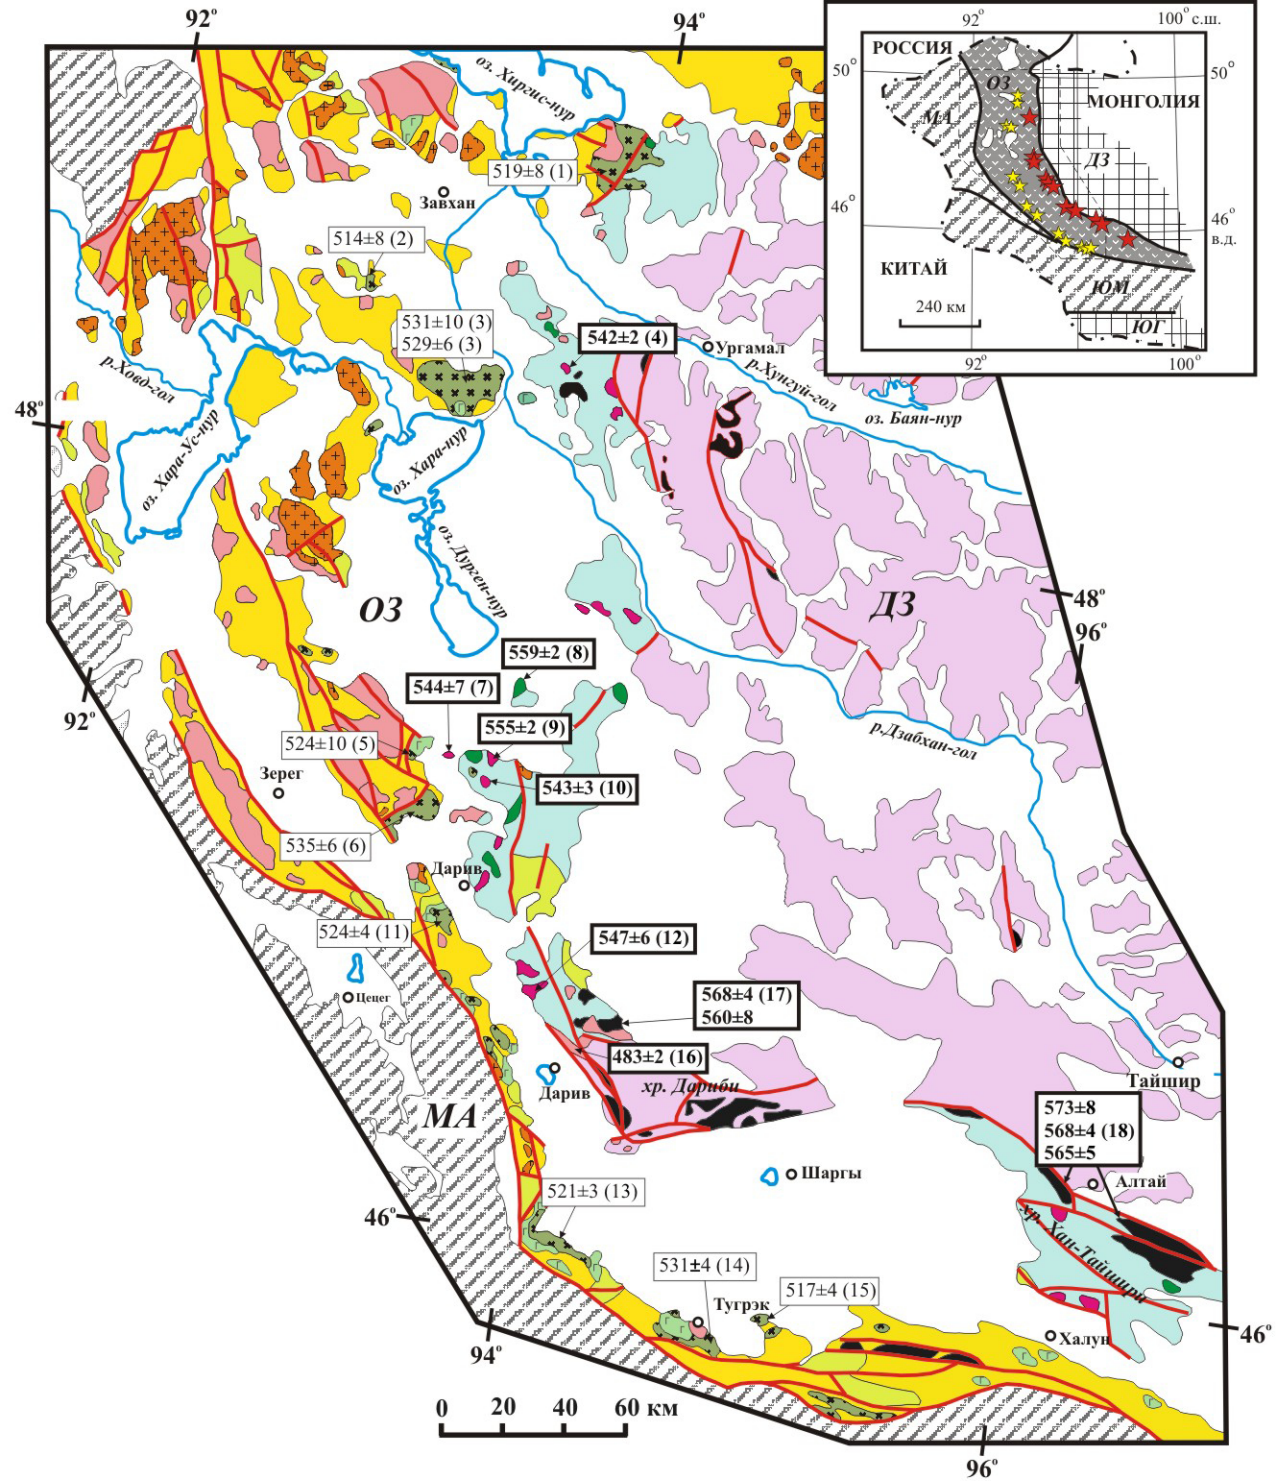 92°
94°
92°
100° с.ш.
РОССИЯ
50°
50°
ОЗ
МОНГОЛИЯ
МА
ДЗ
46°
46°
в.д.
КИТАЙ
ЮМ
240 км
ЮГ
92°
100°
оз. Хиргис-нур
519±8 (1)
Завхан
514±8 (2)
531±10 (3)
529±6 (3)
542±2 (4)
Ургамал
р.Хунгуй-гол
оз. Баян-нур
р.Ховд-гол
48°
оз. Хара-Ус-нур
оз. Хара-нур
оз. Дурген-нур
ОЗ
ДЗ
48°
96°
559±2 (8)
544±7 (7)
92°
555±2 (9)
р.Дзабхан-гол
524±10 (5)
Зерег
543±3 (10)
535±6 (6)
Дарив
524±4 (11)
547±6 (12)
Цецег
568±4 (17)
560±8
483±2 (16)
Дарив
хр. Дариби
Тайшир
МА
573±8
568±4 (18)
565±5
Шаргы
Алтай
521±3 (13)
46°
хр. Хан-Тайшири
531±4 (14)
517±4 (15)
Тугрэк
Халун
46°
94°
0 20 40 60 км
96°